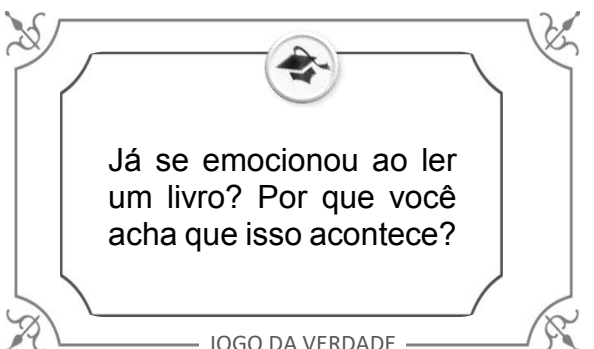 Já se emocionou ao ler
um livro? Por que você
acha que isso acontece?
JOGO DA VERDADE